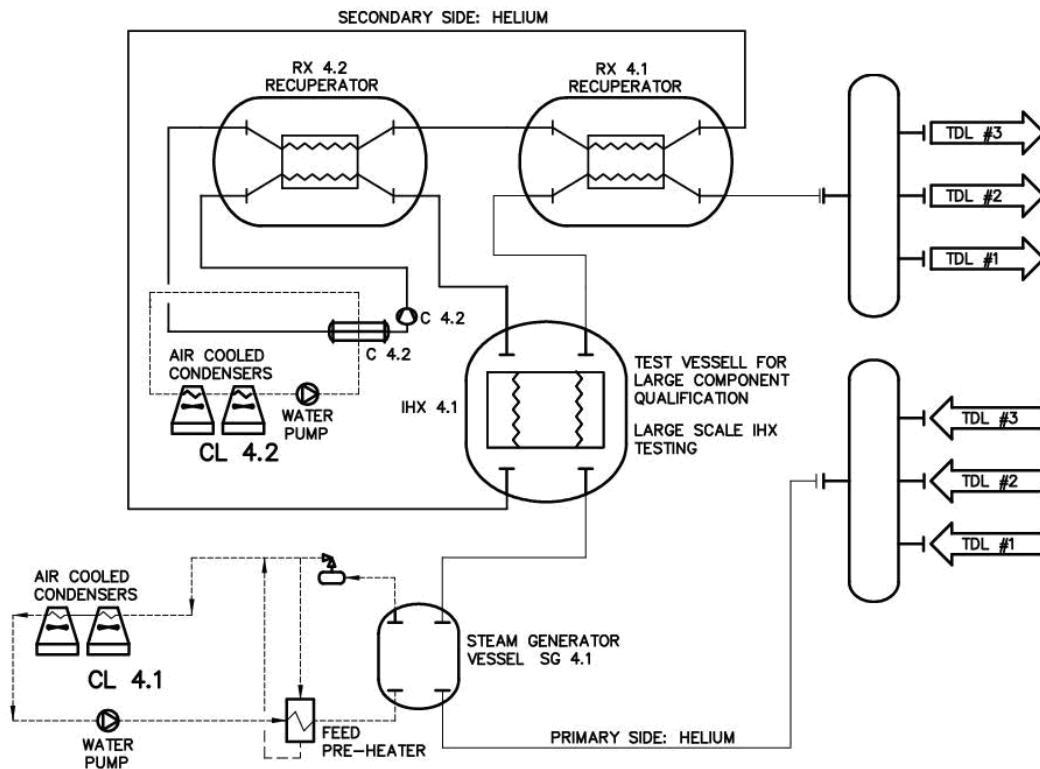 SECONDARY SIDE: HELIUM
RX 4.2
RECUPERATOR
RX 4.1
RECUPERATOR
TDL #3
TDL #2
TDL #1
C 4.2
C 4.2
AIR COOLED
CONDENSERS
WATER
PUMP
CL 4.2
IHX 4.1
TEST VESSELL FOR
LARGE COMPONENT
QUALIFICATION
LARGE SCALE IHX
TESTING
TDL #3
TDL #2
TDL #1
AIR COOLED
CONDENSERS
CL 4.1
WATER
PUMP
FEED
PRE-HEATER
STEAM GENERATOR
VESSEL SG 4.1
PRIMARY SIDE: HELIUM